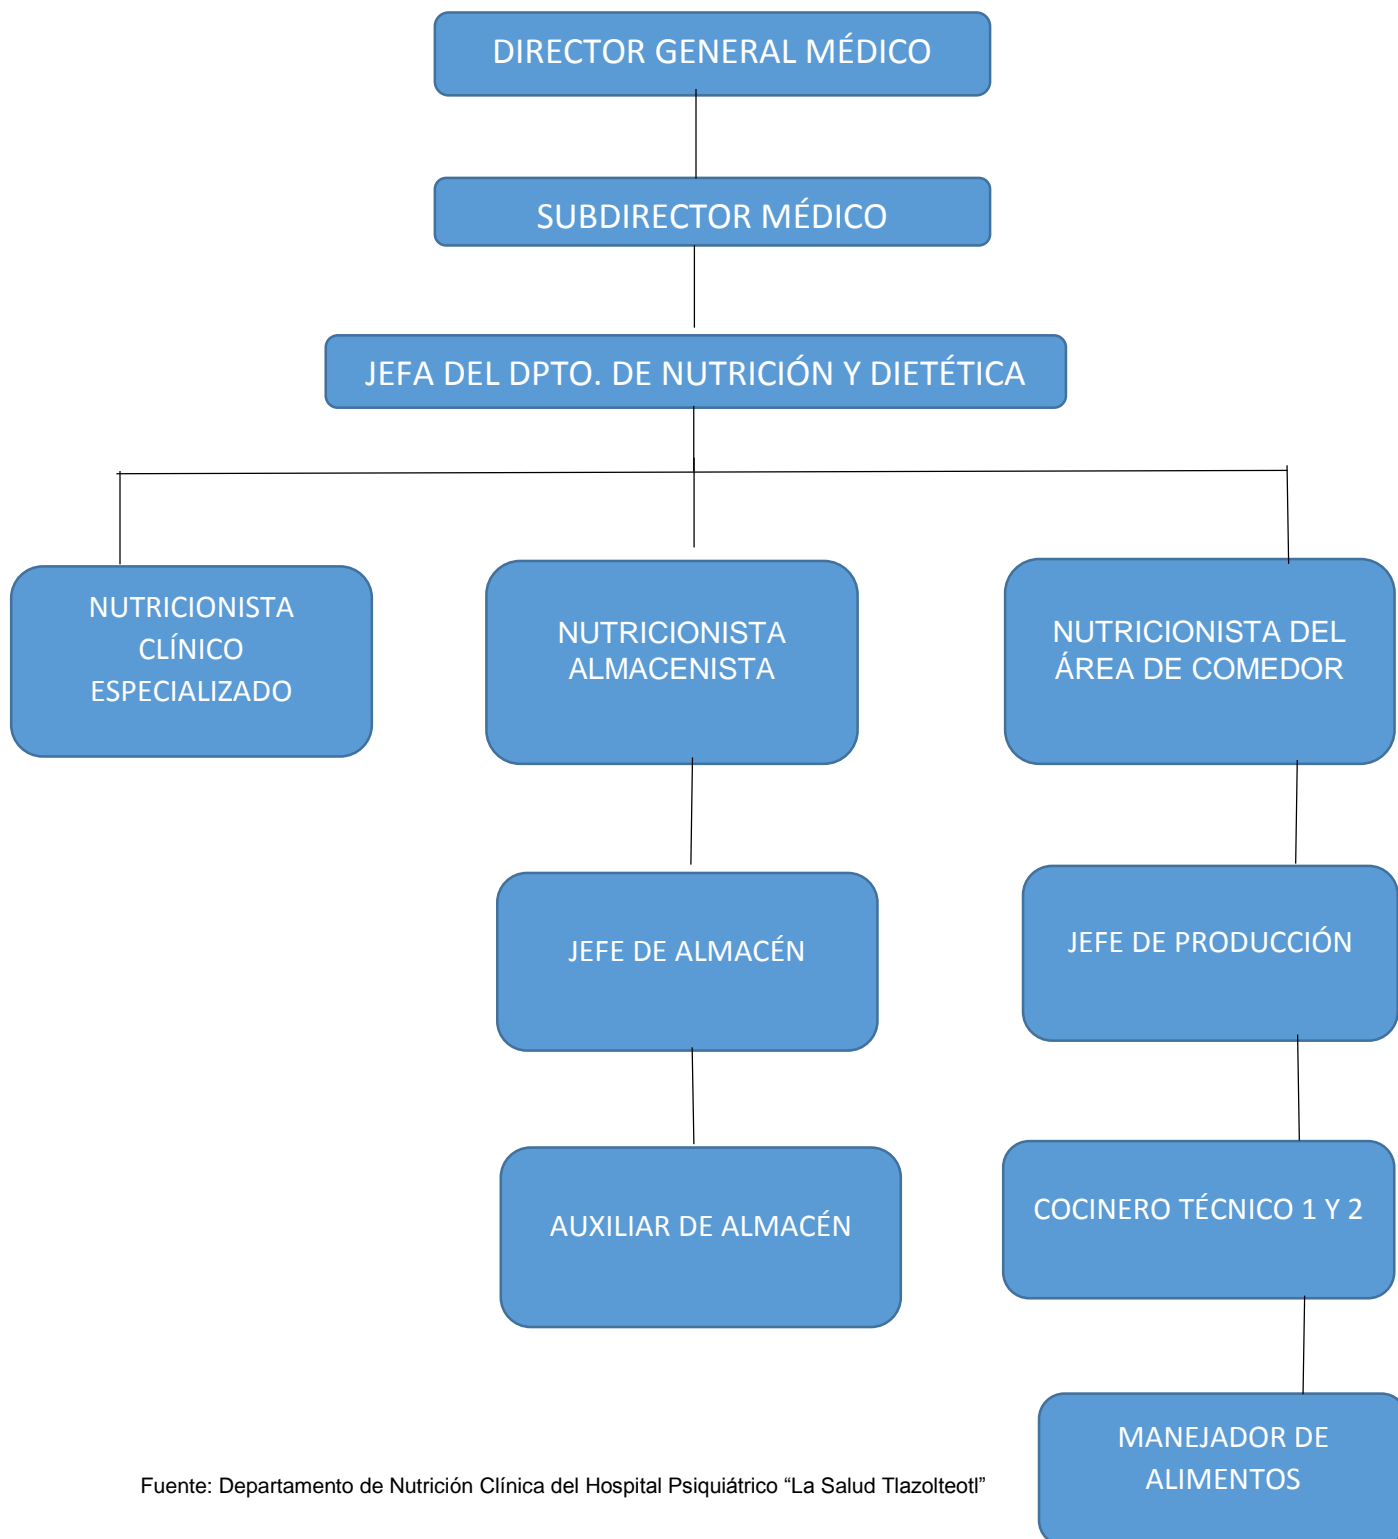 DIRECTOR GENERAL MÉDICO
SUBDIRECTOR MÉDICO
JEFA DEL DPTO. DE NUTRICIÓN Y DIETÉTICA
NUTRICIONISTA
CLÍNICO
ESPECIALIZADO
NUTRICIONISTA
ALMACENISTA
NUTRICIONISTA DEL
ÁREA DE COMEDOR
JEFE DE ALMACÉN
JEFE DE PRODUCCIÓN
AUXILIAR DE ALMACÉN
COCINERO TÉCNICO 1 Y 2
MANEJADOR DE
ALIMENTOS
Fuente: Departamento de Nutrición Clínica del Hospital Psiquiátrico “La Salud Tlazolteotl”